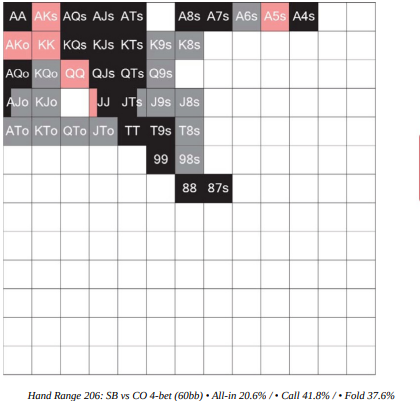 AA AKs AQs AJs ATs A8s A7s A6s A5s A4s
AKo KK KQs KJs KTs K9s K8s
AQo KQo QQ QJs QTs Q9s
AJo KJo JJ JTs J9s J8s
ATo KTo QTo JTo TT T9s T8s
99 98s
88 87s
Hand Range 206: SB vs CO 4-bet (60bb) • All-in 20.6% / • Call 41.8% / • Fold 37.6%